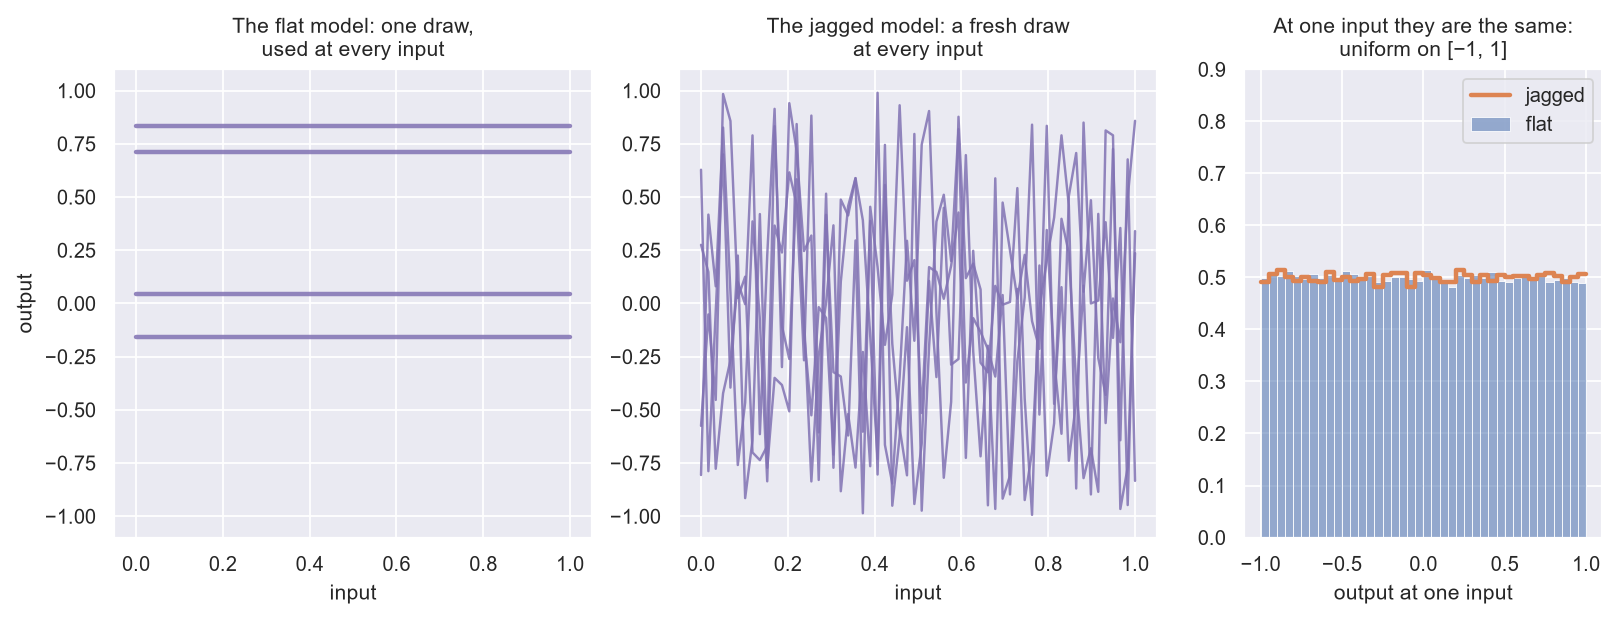 The flat model: one draw,
used at every input
1.00
0.75
0.50
0.25
0.00
−0.25
−0.50
−0.75
−1.00
output
0.0 0.2 0.4 0.6 0.8 1.0
input
The jagged model: a fresh draw
at every input
1.00
0.75
0.50
0.25
0.00
−0.25
−0.50
−0.75
−1.00
0.0 0.2 0.4 0.6 0.8 1.0
input
At one input they are the same:
uniform on [−1, 1]
jagged
flat
0.9
0.8
0.7
0.6
0.5
0.4
0.3
0.2
0.1
0.0
−1.0 −0.5 0.0 0.5 1.0
output at one input